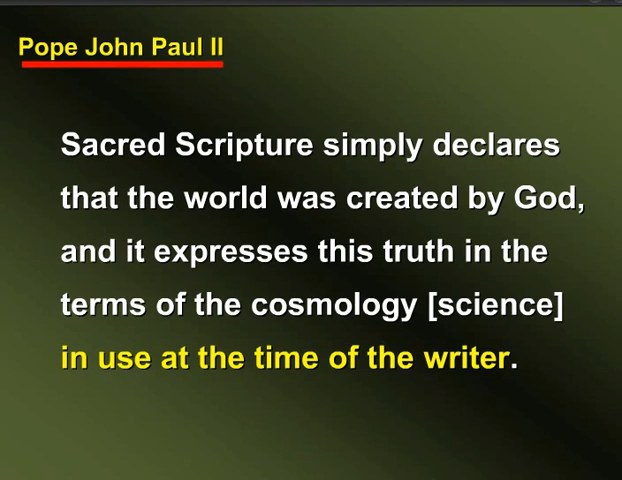 Pope John Paul II
Sacred Scripture simply declares
that the world was created by God,
and it expresses this truth in the
terms of the cosmology [science]
in use at the time of the writer.